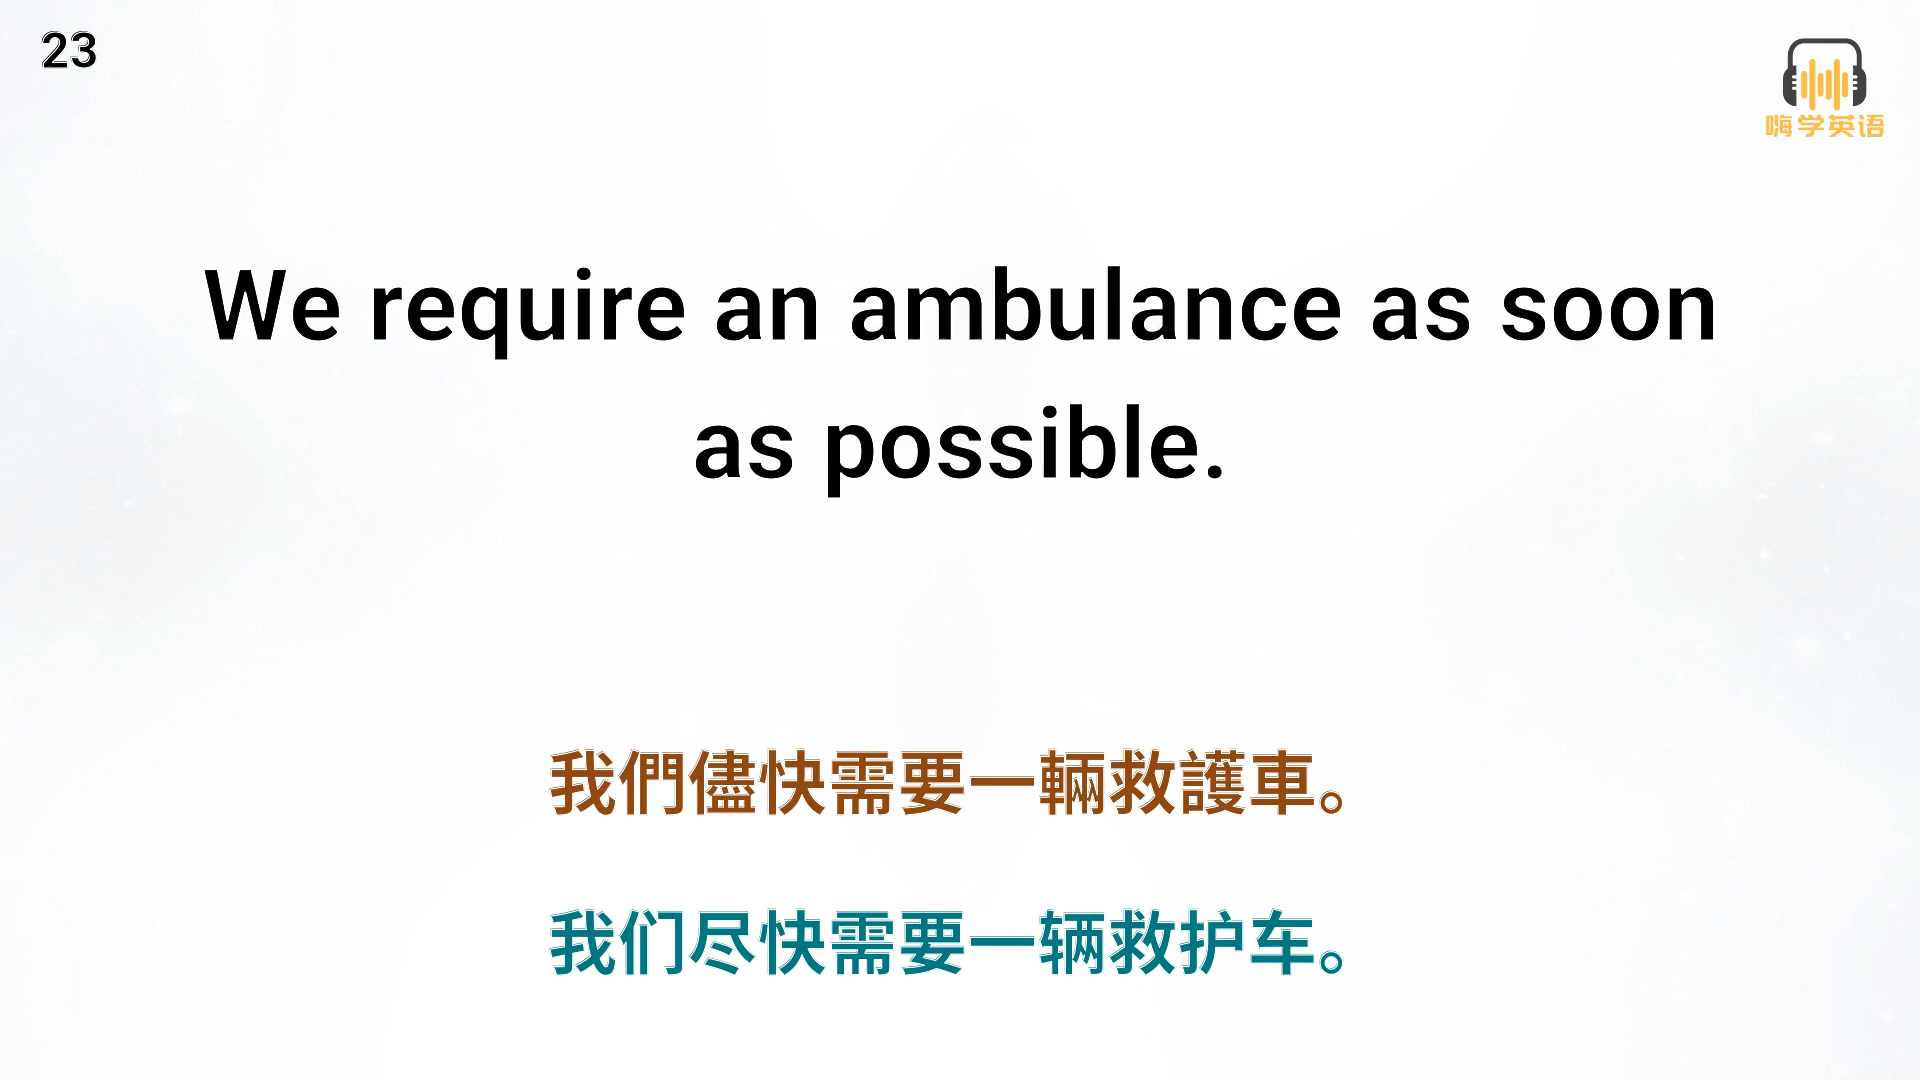 23
嗨学英语
We require an ambulance as soon
as possible.
我們儘快需要一輛救護車。
我们尽快需要一辆救护车。